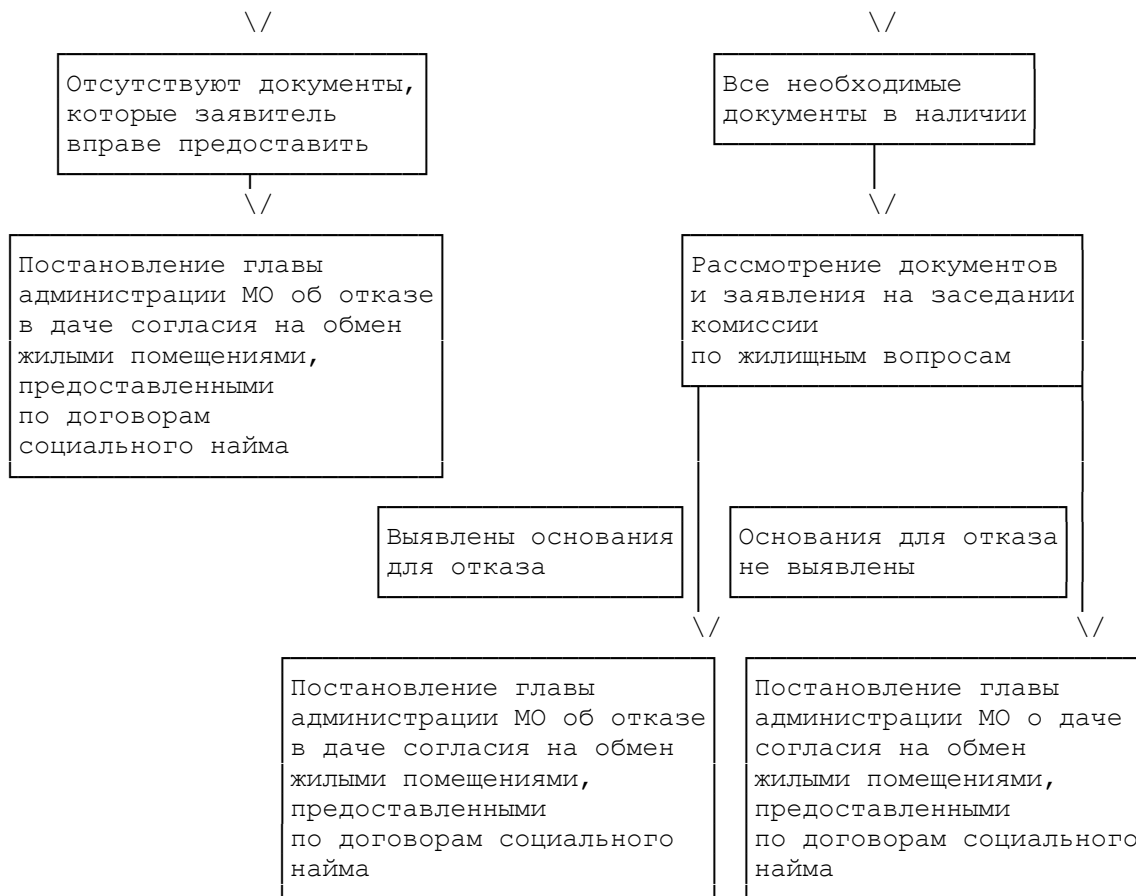 Отсутствуют документы,
которые заявитель
вправе предоставить
Все необходимые
документы в наличии
Постановление главы
администрации МО об отказе
в даче согласия на обмен
жилыми помещениями,
предоставленными
по договорам
социального найма
Рассмотрение документов
и заявления на заседании
комиссии
по жилищным вопросам
Выявлены основания
для отказа
Основания для отказа
не выявлены
Постановление главы
администрации МО об отказе
в даче согласия на обмен
жилыми помещениями,
предоставленными
по договорам социального
найма
Постановление главы
администрации МО о даче
согласия на обмен
жилыми помещениями,
предоставленными
по договорам социального
найма